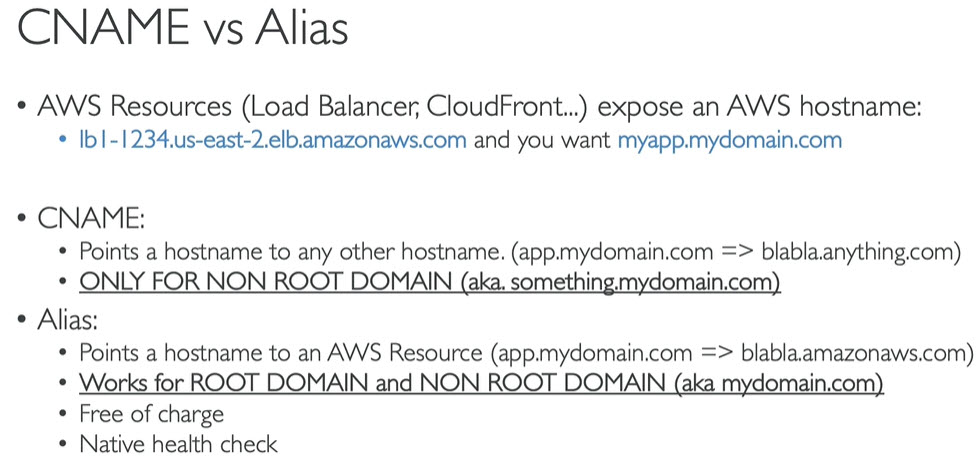 CNAME vs Alias
• AWS Resources (Load Balancer, CloudFront...) expose an AWS hostname:
• lb1-1234.us-east-2.elb.amazonaws.com and you want myapp.mydomain.com
• CNAME:
• Points a hostname to any other hostname. (app.mydomain.com => blabla.anything.com)
• ONLY FOR NON ROOT DOMAIN (aka. something.mydomain.com)
• Alias:
• Points a hostname to an AWS Resource (app.mydomain.com => blabla.amazonaws.com)
• Works for ROOT DOMAIN and NON ROOT DOMAIN (aka mydomain.com)
• Free of charge
• Native health check